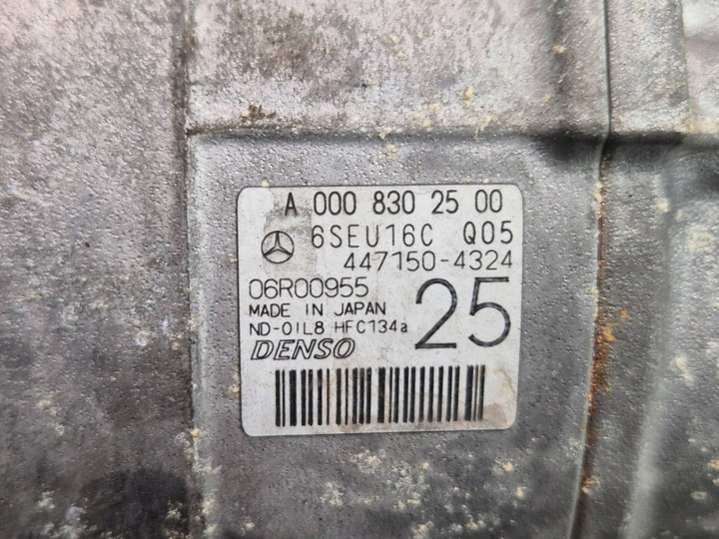 A 000 830 25 00
6SEU16C Q05
447150-4324
06R00955
MADE IN JAPAN
ND-OIL8 HFC134a
25
DENSO